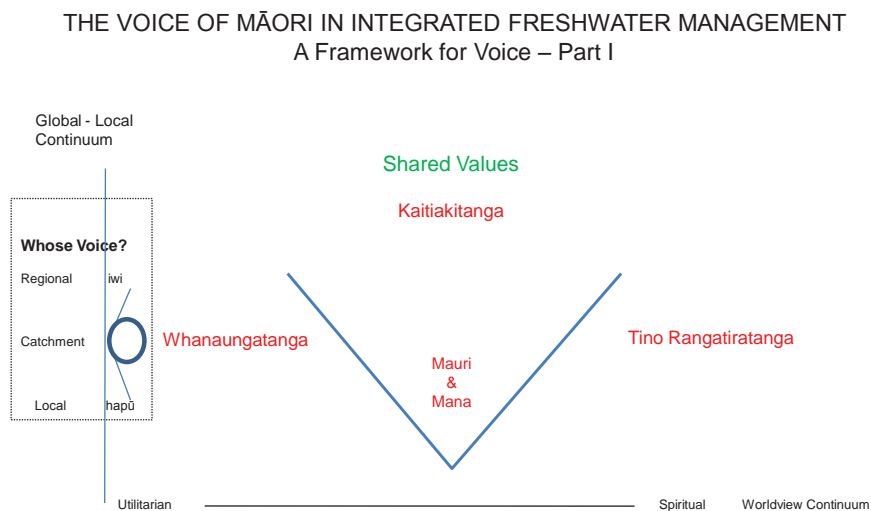 THE VOICE OF MĀORI IN INTEGRATED FRESHWATER MANAGEMENT
A Framework for Voice – Part I
Global - Local
Continuum
Shared Values
Kaitiakitanga
Whose Voice?
Regional iwi
Catchment
Local hapū
Whanaungatanga
Mauri
&
Mana
Tino Rangatiratanga
Utilitarian
Spiritual
Worldview Continuum